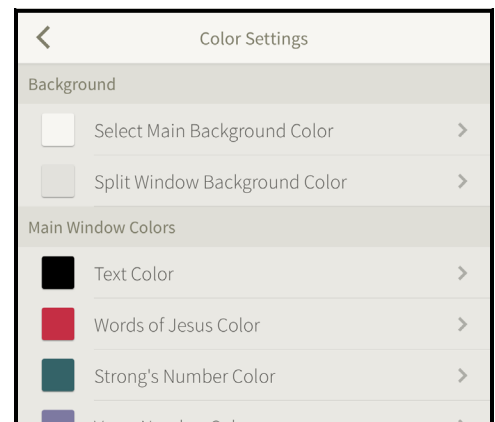 Color Settings
Background
Select Main Background Color
Split Window Background Color
Main Window Colors
Text Color
Words of Jesus Color
Strong's Number Color